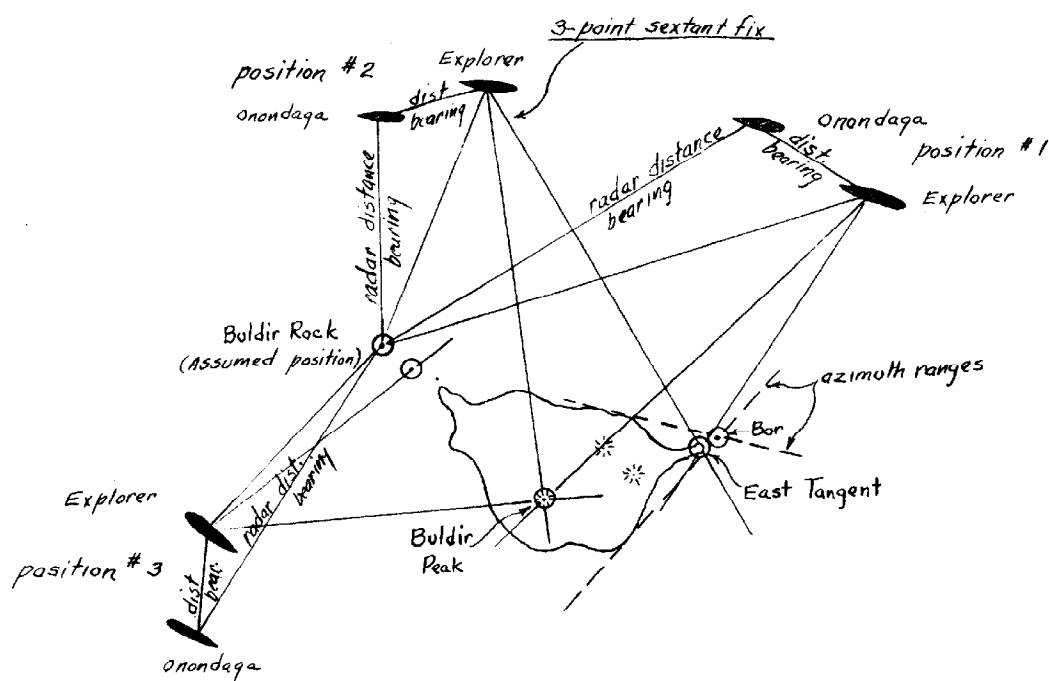 3-point sextant fix
Explorer
position #2
Onondaga
dist
bearing
Onondaga
position #1
dist
bearing
Explorer
radar distance
bearing
radar distance
bearing
Buldir Rock
(Assumed position)
azimuth ranges
Bor
East Tangent
Buldir
Peak
Explorer
radar dist.
bearing
position #3
dist
bear.
Onondaga